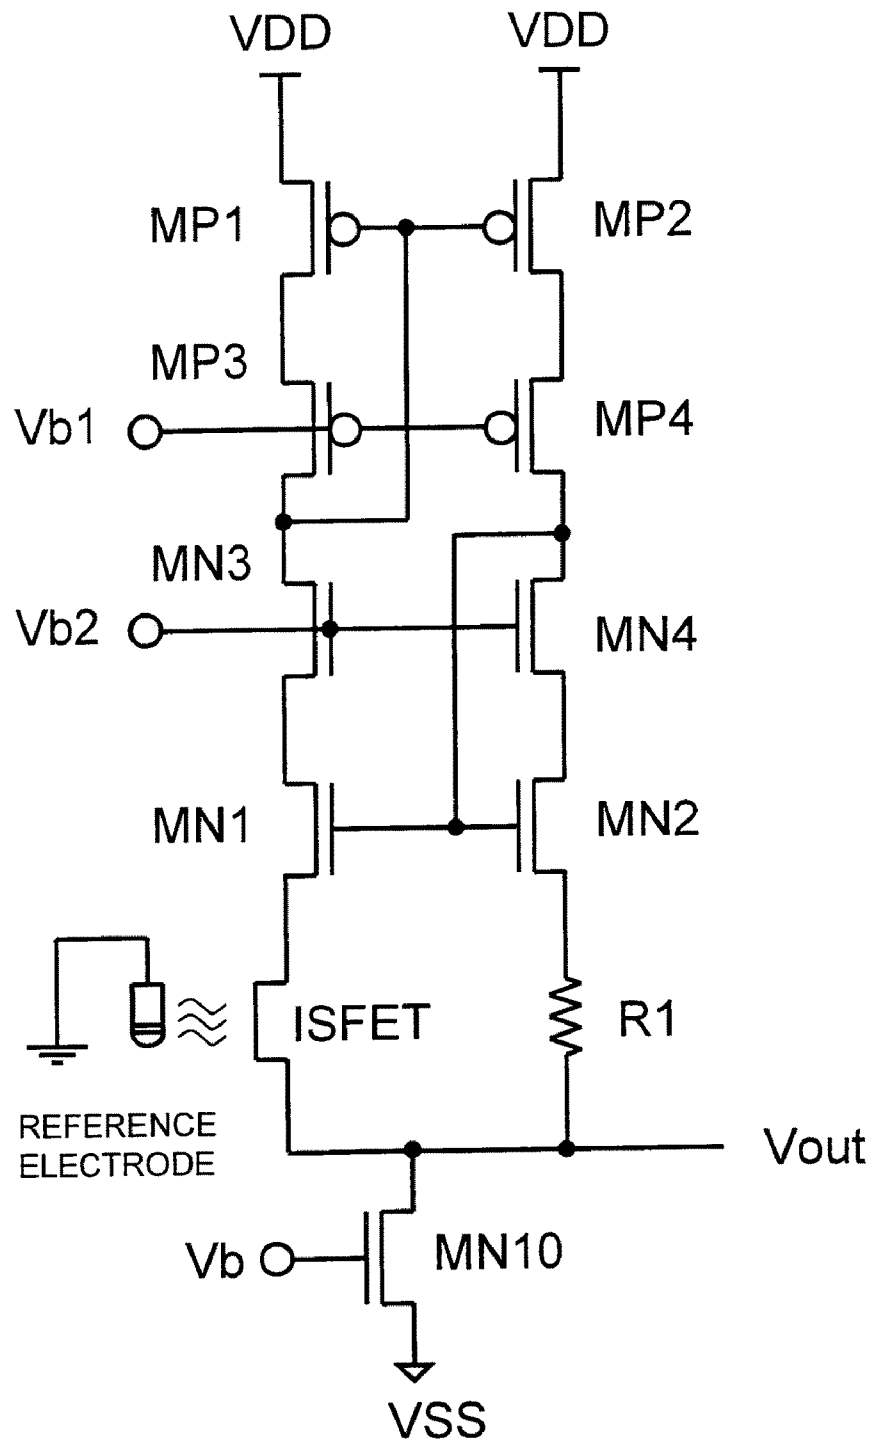 VDD
VDD
MP1
MP2
MP3
Vb1
MP4
MN3
Vb2
MN4
MN1
MN2
ISFET
R1
REFERENCE
ELECTRODE
Vout
Vb
MN10
VSS